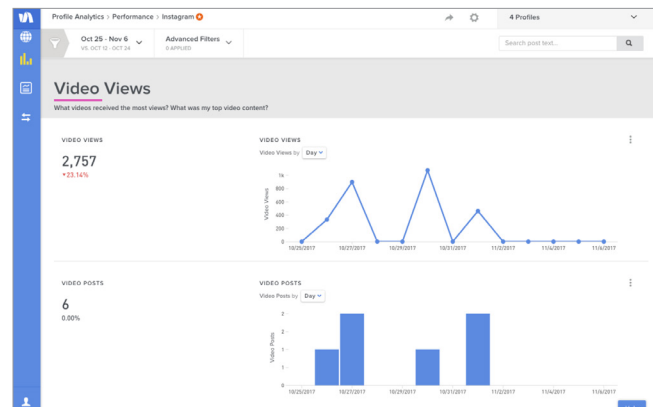 Profile Analytics > Performance > Instagram
4 Profiles
Oct 25 - Nov 6
VS. OCT 12 - OCT 24
Advanced Filters
0 APPLIED
Search post text...
Video Views
What videos received the most views? What was my top video content?
VIDEO VIEWS
2,757
▾23.14%
VIDEO VIEWS
Video Views by Day
Video Views
1k
800
600
400
200
0
10/25/2017 10/27/2017 10/29/2017 10/31/2017 11/2/2017 11/4/2017 11/6/2017
VIDEO POSTS
6
0.00%
VIDEO POSTS
Video Posts by Day
Video Posts
2
2
1
1
0
10/25/2017 10/27/2017 10/29/2017 10/31/2017 11/2/2017 11/4/2017 11/6/2017